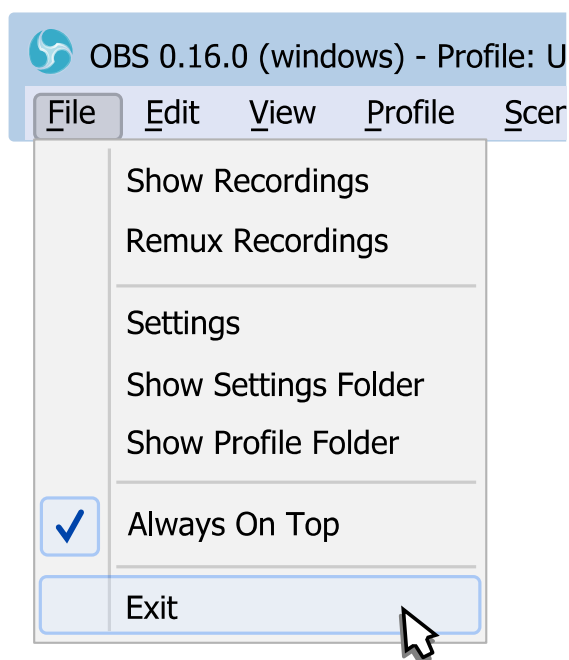 OBS 0.16.0 (windows) - Profile: U
File Edit View Profile Scen
Show Recordings
Remux Recordings
Settings
Show Settings Folder
Show Profile Folder
Always On Top
Exit